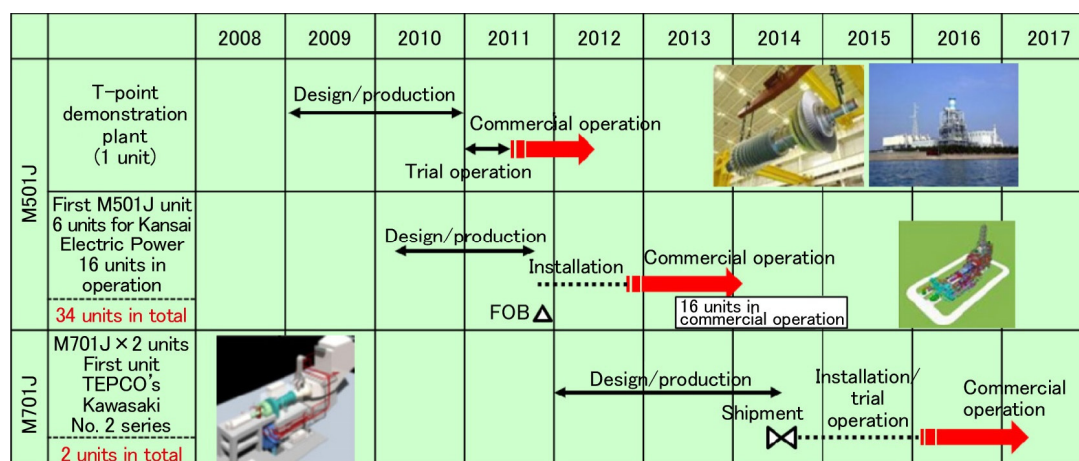 2008 2009 2010 2011 2012 2013 2014 2015 2016 2017
M501J
T-point
demonstration
plant
(1 unit)
Design/production
Commercial operation
Trial operation
First M501J unit
6 units for Kansai
Electric Power
16 units in
operation
34 units in total
Design/production
Installation
Commercial operation
FOB
16 units in
commercial operation
M701J
M701J×2 units
First unit
TEPCO's
Kawasaki
No. 2 series
2 units in total
Design/production
Shipment
Installation/
trial
operation
Commercial
operation